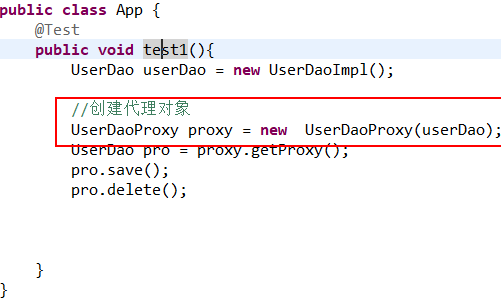 public class App {
@Test
public void test1(){
UserDao userDao = new UserDaoImpl();
//创建代理对象
UserDaoProxy proxy = new  UserDaoProxy(userDao);
UserDao pro = proxy.getProxy();
pro.save();
pro.delete();
}
}